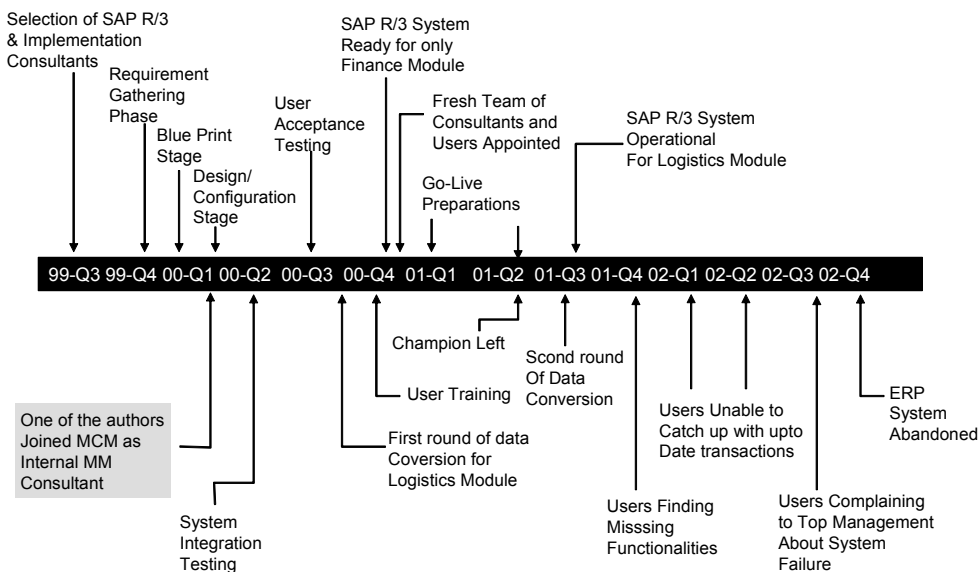 Selection of SAP R/3
& Implementation
Consultants
Requirement
Gathering
Phase
Blue Print
Stage
Design/
Configuration
Stage
User
Acceptance
Testing
SAP R/3 System
Ready for only
Finance Module
Fresh Team of
Consultants and
Users Appointed
Go-Live
Preparations
SAP R/3 System
Operational
For Logistics Module
99-Q3 99-Q4 00-Q1 00-Q2 00-Q3 00-Q4 01-Q1 01-Q2 01-Q3 01-Q4 02-Q1 02-Q2 02-Q3 02-Q4
One of the authors
Joined MCM as
Internal MM
Consultant
System
Integration
Testing
First round of data
Coversion for
Logistics Module
User Training
Champion Left
Scond round
Of Data
Conversion
Users Finding
Misssing
Functionalities
Users Unable to
Catch up with upto
Date transactions
Users Complaining
to Top Management
About System
Failure
ERP
System
Abandoned